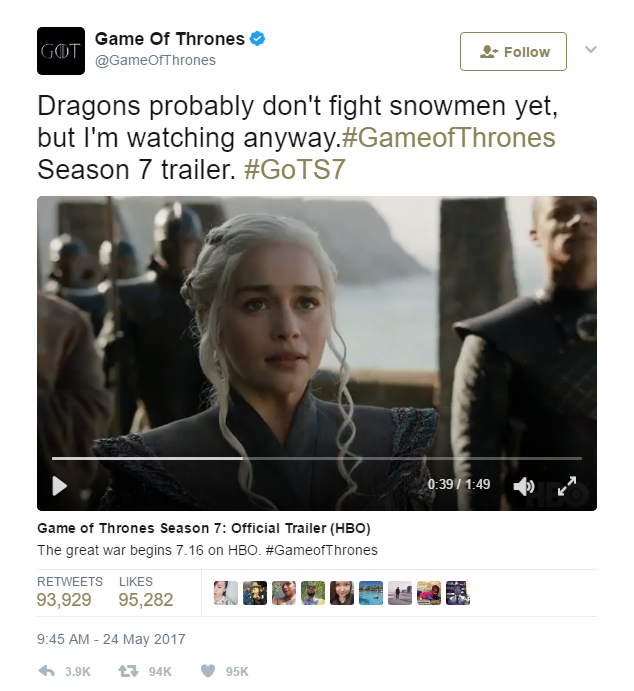 GOT
Game Of Thrones
@GameOfThrones
Follow
Dragons probably don't fight snowmen yet,
but I'm watching anyway.#GameofThrones
Season 7 trailer. #GoTS7
0:39 / 1:49
HBO
Game of Thrones Season 7: Official Trailer (HBO)
The great war begins 7.16 on HBO. #GameofThrones
RETWEETS LIKES
93,929 95,282
9:45 AM - 24 May 2017
3.9K 94K 95K